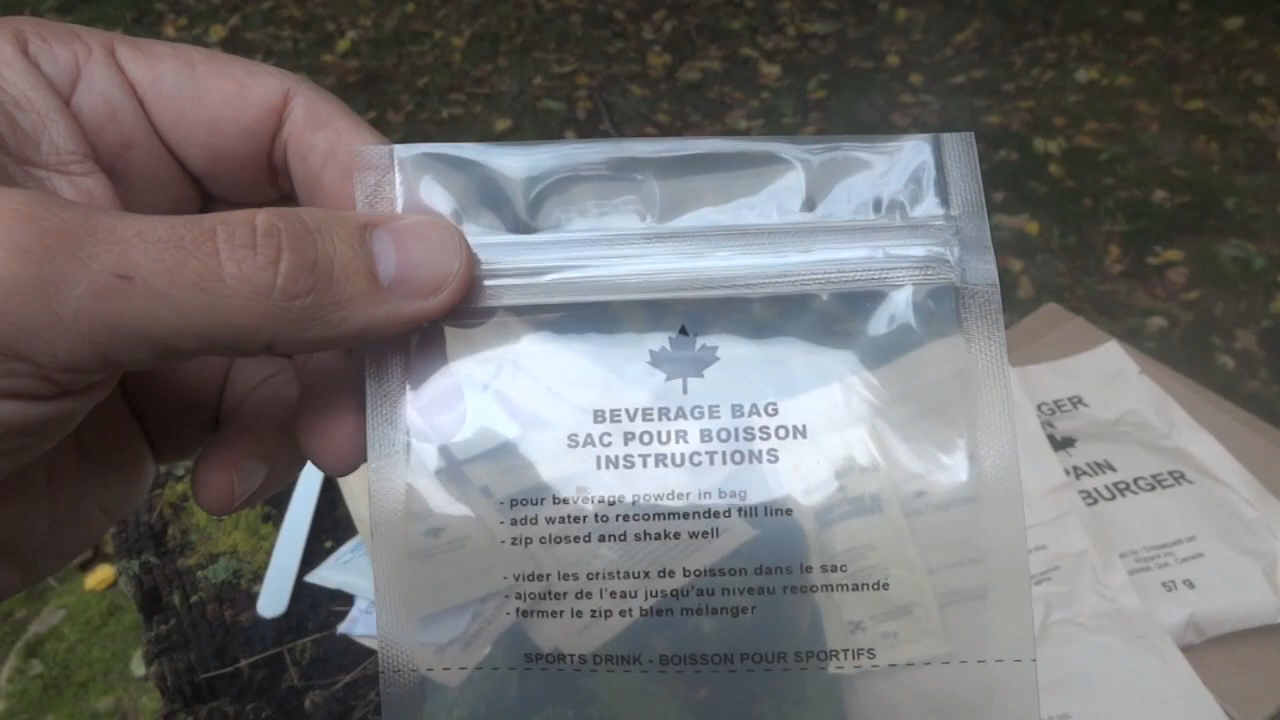 BEVERAGE BAG
SAC POUR BOISSON
INSTRUCTIONS
- pour beverage powder in bag
- add water to recommended fill line
- zip closed and shake well
- vider les cristaux de boisson dans le sac
- ajouter de l'eau jusqu'au niveau recommandé
- fermer le zip et bien mélanger
SPORTS DRINK - BOISSON POUR SPORTIFS
PAIN
BURGER
57 g